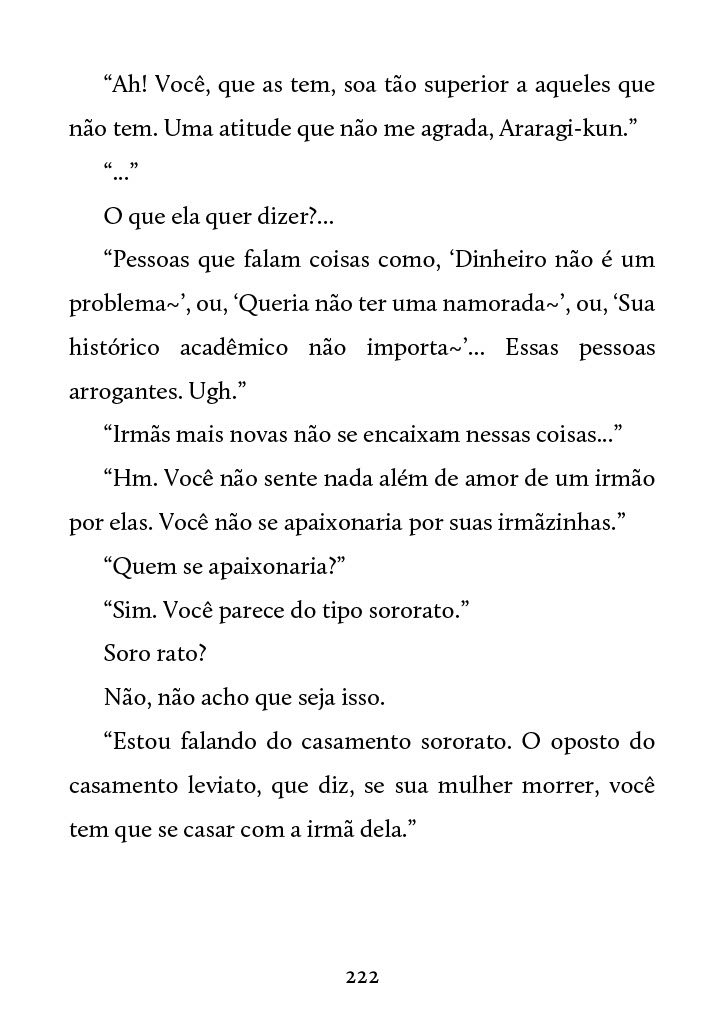 “Ah! Você, que as tem, soa tão superior a aqueles que
não tem. Uma atitude que não me agrada, Araragi-kun.”
“...”
O que ela quer dizer?...
“Pessoas que falam coisas como, ‘Dinheiro não é um
problema~’, ou, ‘Queria não ter uma namorada~’, ou, ‘Sua
histórico acadêmico não importa~’... Essas pessoas
arrogantes. Ugh.”
“Irmãs mais novas não se encaixam nessas coisas...”
“Hm. Você não sente nada além de amor de um irmão
por elas. Você não se apaixonaria por suas irmãzinhas.”
“Quem se apaixonaria?”
“Sim. Você parece do tipo sororato.”
Soro rato?
Não, não acho que seja isso.
“Estou falando do casamento sororato. O oposto do
casamento leviato, que diz, se sua mulher morrer, você
tem que se casar com a irmã dela.”
222